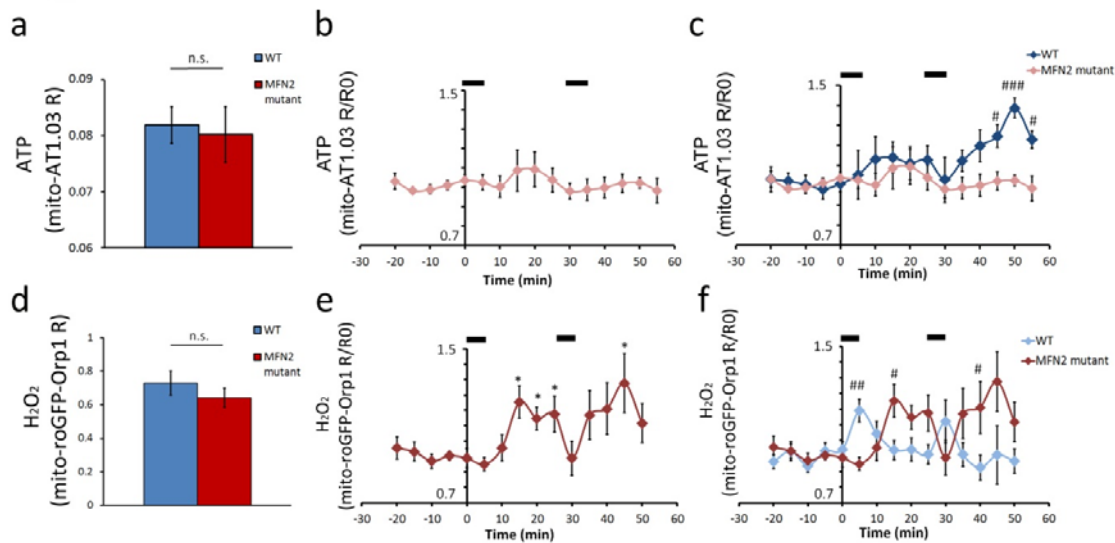 a
WT
MFN2
mutant
n.s.
0.09
0.08
0.07
0.06
ATP
(mito-AT1.03 R)
b
ATP
(mito-AT1.03 R/R0)
1.5
0.7
-30 -20 -10 0 10 20 30 40 50 60
Time (min)
c
WT
MFN2 mutant
ATP
(mito-AT1.03 R/R0)
1.5
###
#
#
0.7
-30 -20 -10 0 10 20 30 40 50 60
Time (min)
d
WT
MFN2
mutant
n.s.
1
0.8
0.6
0.4
0.2
0
H₂O₂
(mito-roGFP-Orp1 R)
e
H₂O₂
(mito-roGFP-Orp1 R/R0)
1.5
*
*
*
*
0.7
-30 -20 -10 0 10 20 30 40 50 60
Time (min)
f
WT
MFN2 mutant
H₂O₂
(mito-roGFP-Orp1 R/R0)
1.5
##
#
#
0.7
-30 -20 -10 0 10 20 30 40 50 60
Time (min)